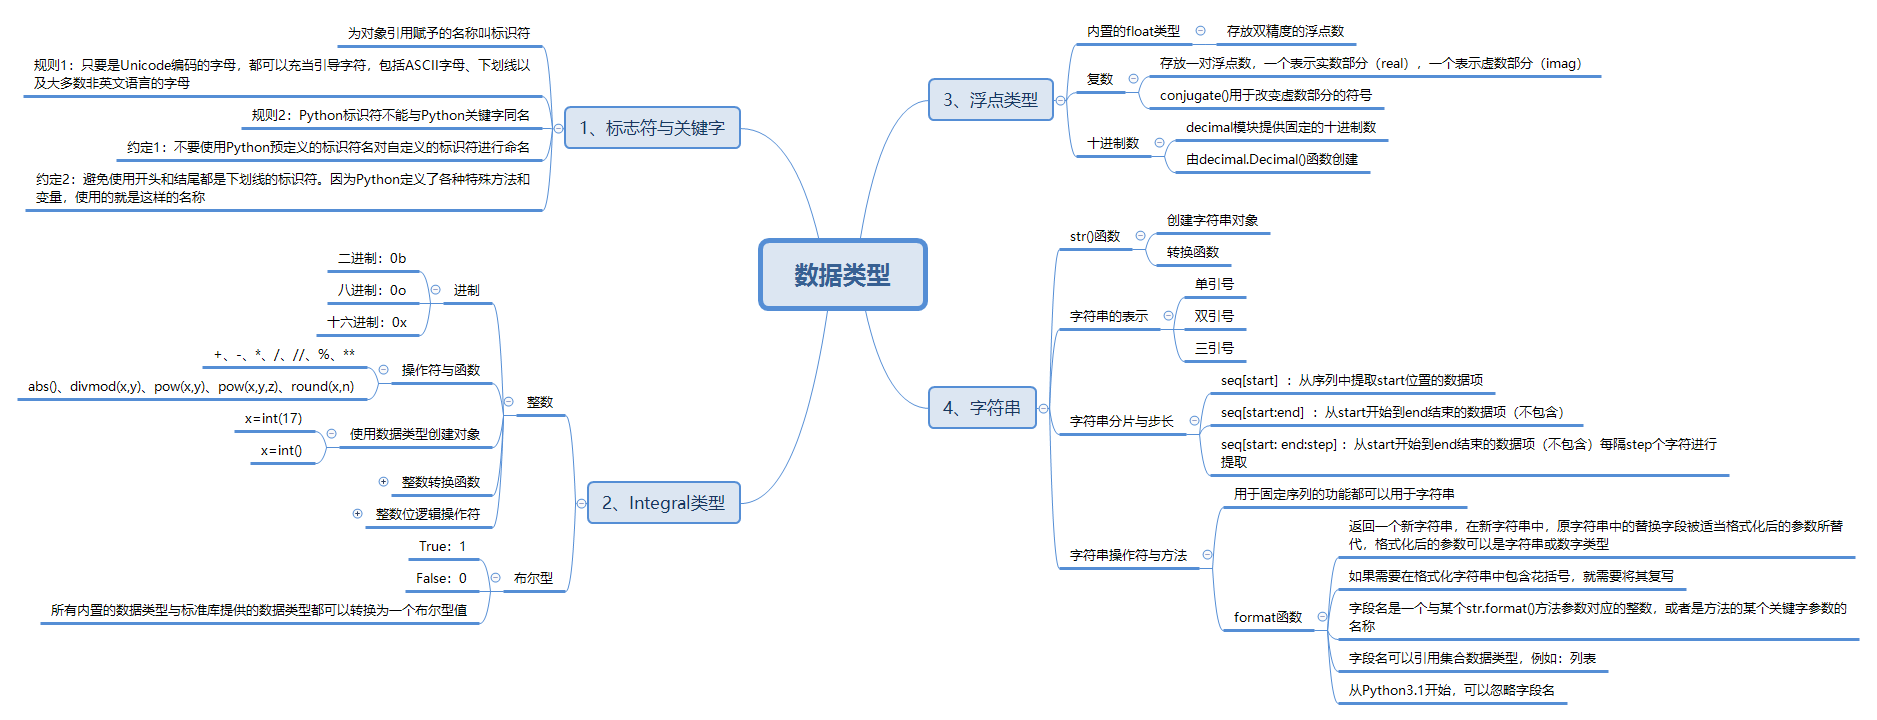 数据类型
1、标志符与关键字
为对象引用赋予的名称叫标识符
规则1：只要是Unicode编码的字母，都可以充当引导字符，包括ASCII字母、下划线以
及大多数非英文语言的字母
规则2：Python标识符不能与Python关键字同名
约定1：不要使用Python预定义的标识符名对自定义的标识符进行命名
约定2：避免使用开头和结尾都是下划线的标识符。因为Python定义了各种特殊方法和
变量，使用的就是这样的名称
2、Integral类型
整数
进制
二进制：0b
八进制：0o
十六进制：0x
操作符与函数
+、-、*、/、//、%、**
abs()、divmod(x,y)、pow(x,y)、pow(x,y,z)、round(x,n)
使用数据类型创建对象
x=int(17)
x=int()
整数转换函数
整数位逻辑操作符
布尔型
True：1
False：0
所有内置的数据类型与标准库提供的数据类型都可以转换为一个布尔型值
3、浮点类型
内置的float类型
存放双精度的浮点数
复数
存放一对浮点数，一个表示实数部分（real），一个表示虚数部分（imag）
conjugate()用于改变虚数部分的符号
十进制数
decimal模块提供固定的十进制数
由decimal.Decimal()函数创建
4、字符串
str()函数
创建字符串对象
转换函数
字符串的表示
单引号
双引号
三引号
字符串分片与步长
seq[start] ：从序列中提取start位置的数据项
seq[start:end] ：从start开始到end结束的数据项（不包含）
seq[start: end:step]：从start开始到end结束的数据项（不包含）每隔step个字符进行
提取
字符串操作符与方法
用于固定序列的功能都可以用于字符串
format函数
返回一个新字符串，在新字符串中，原字符串中的替换字段被适当格式化后的参数所替
代，格式化后的参数可以是字符串或数字类型
如果需要在格式化字符串中包含花括号，就需要将其复写
字段名是一个与某个str.format()方法参数对应的整数，或者是方法的某个关键字参数的
名称
字段名可以引用集合数据类型，例如：列表
从Python3.1开始，可以忽略字段名